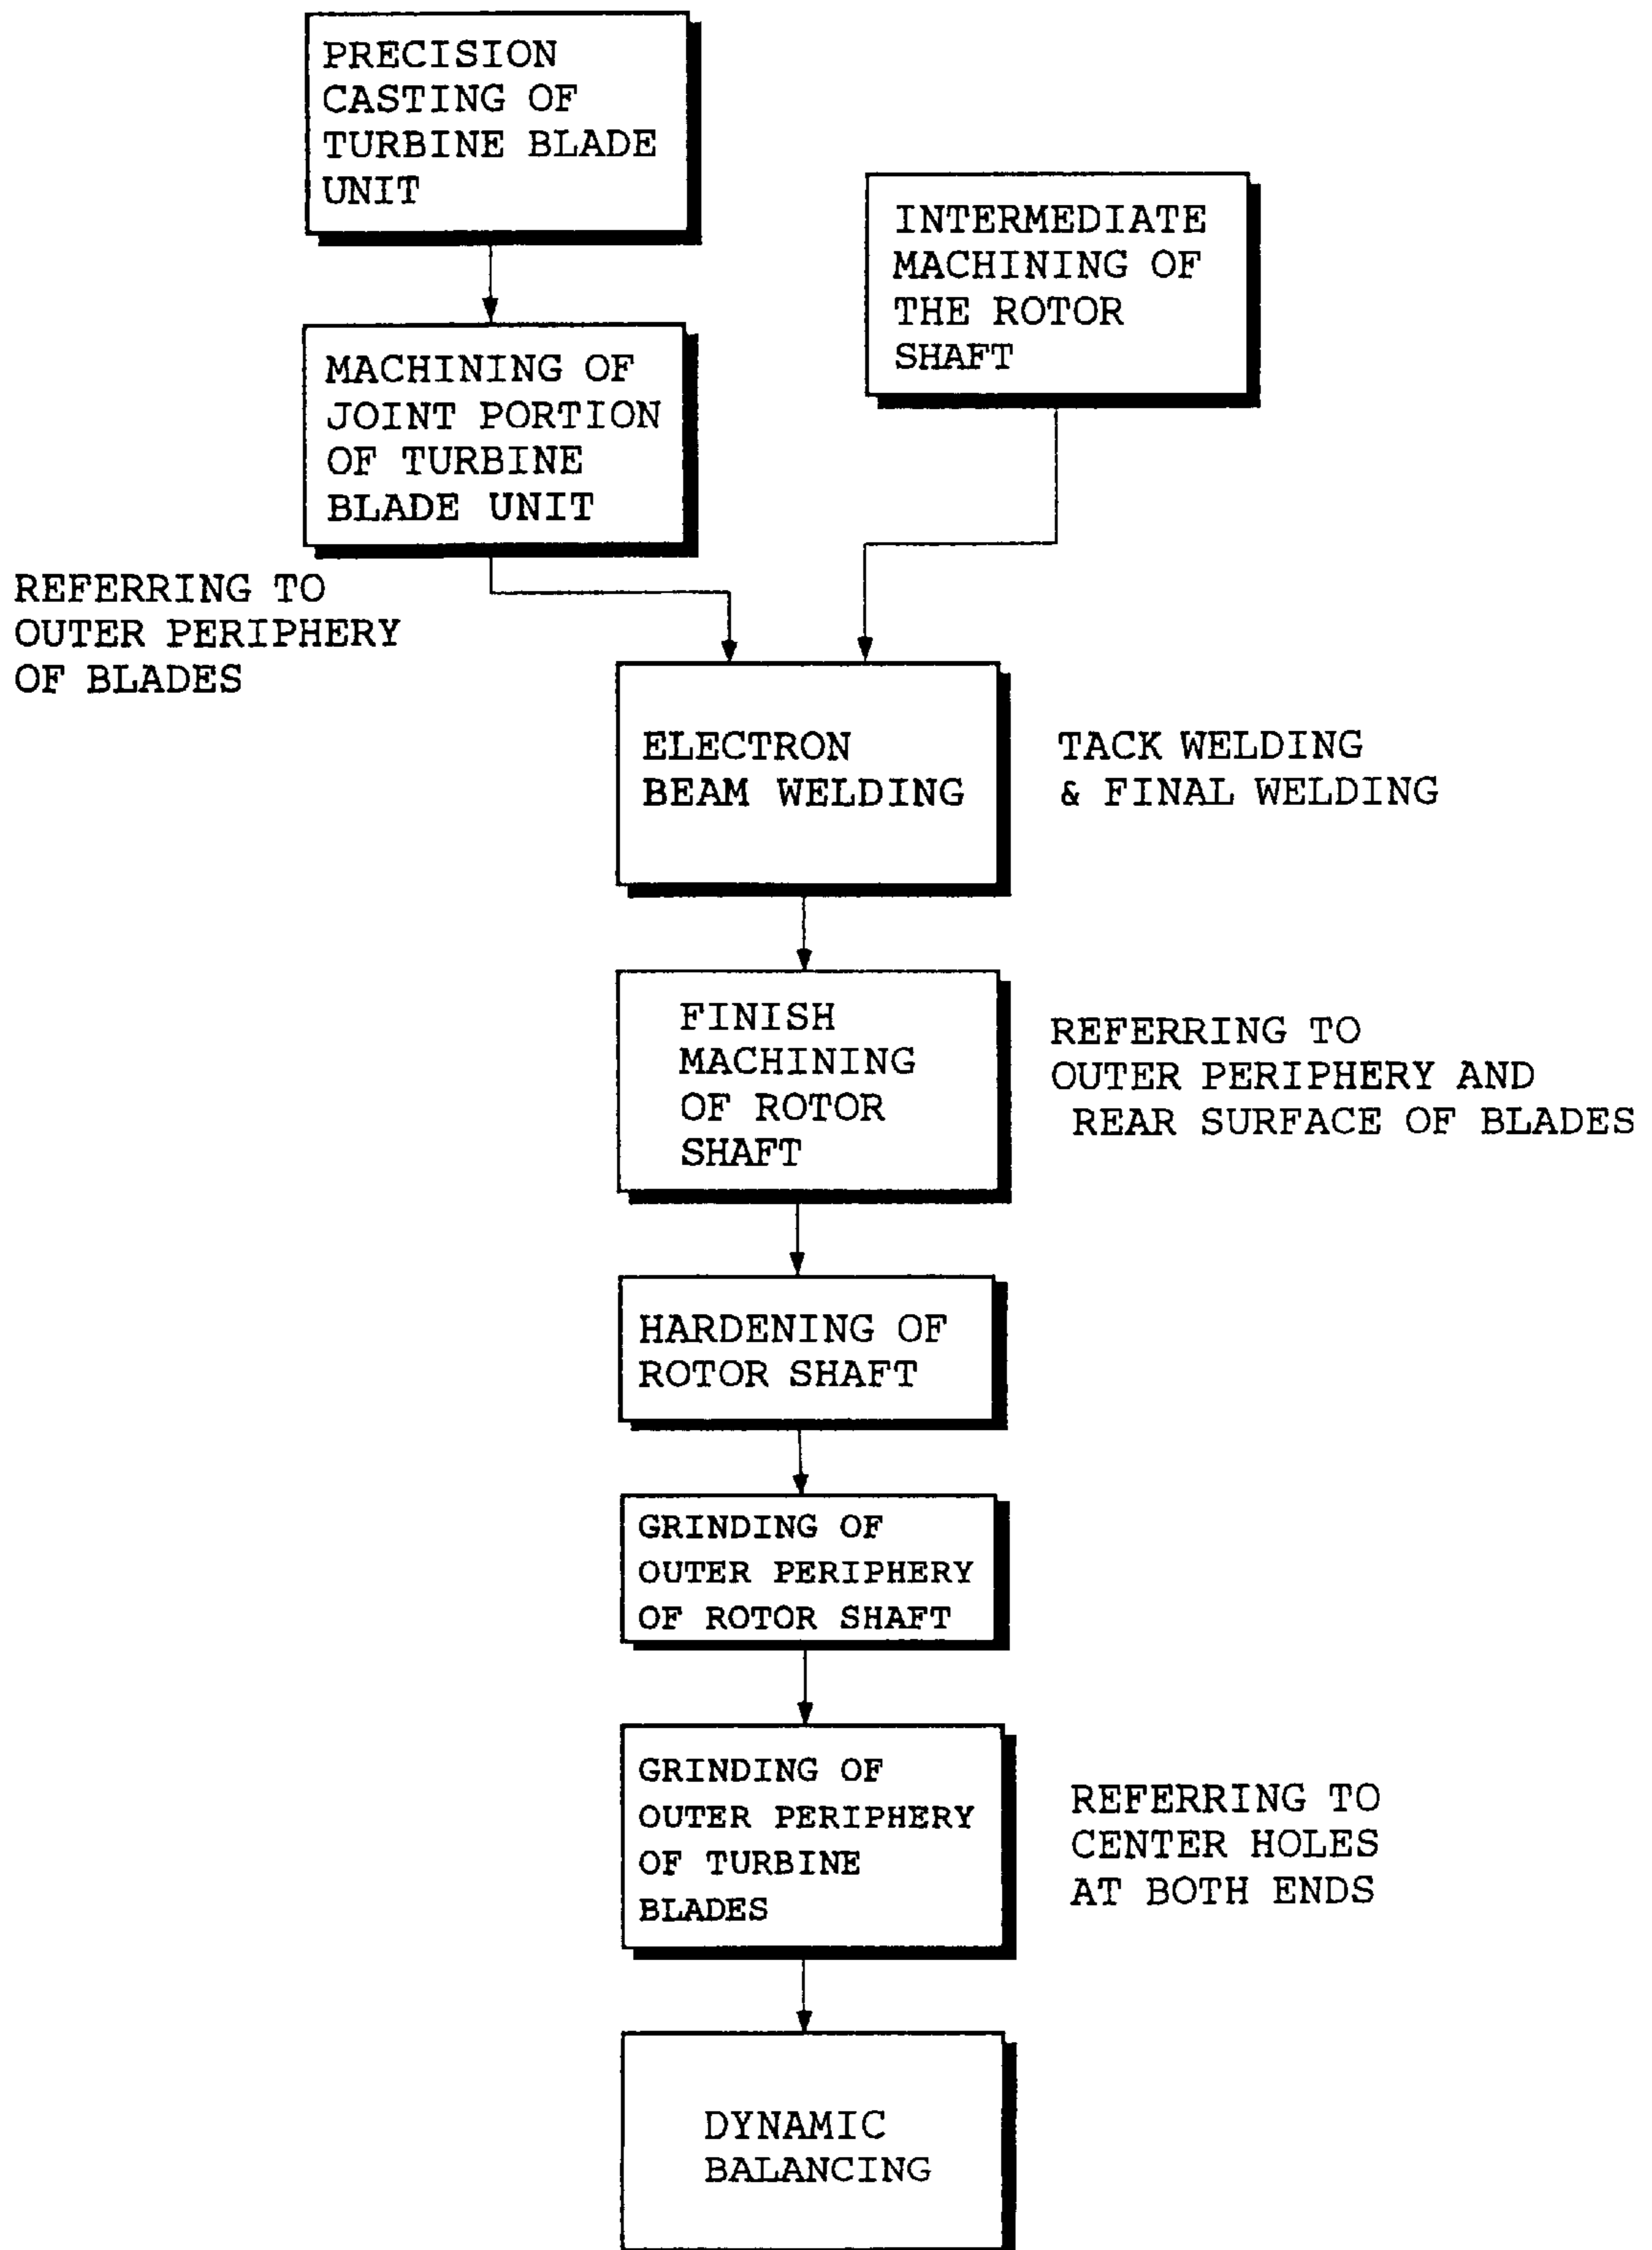 PRECISION
CASTING OF
TURBINE BLADE
UNIT
INTERMEDIATE
MACHINING OF
THE ROTOR
SHAFT
MACHINING OF
JOINT PORTION
OF TURBINE
BLADE UNIT
REFERRING TO
OUTER PERIPHERY
OF BLADES
ELECTRON
BEAM WELDING
TACK WELDING
& FINAL WELDING
FINISH
MACHINING
OF ROTOR
SHAFT
REFERRING TO
OUTER PERIPHERY AND
REAR SURFACE OF BLADES
HARDENING OF
ROTOR SHAFT
GRINDING OF
OUTER PERIPHERY
OF ROTOR SHAFT
GRINDING OF
OUTER PERIPHERY
OF TURBINE
BLADES
REFERRING TO
CENTER HOLES
AT BOTH ENDS
DYNAMIC
BALANCING